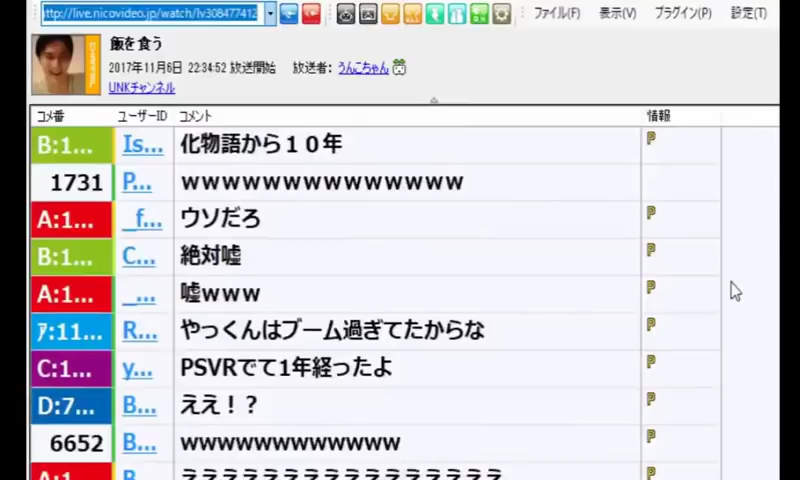 http://live.nicovideo.jp/watch/lv308477412
ファイル(F) 表示(V) プラグイン(P) 設定(T)
飯を食う
2017年11月6日 22:34:52 放送開始 放送者: うんこちゃん
UNKチャンネル
コメ番 ユーザーID コメント 情報
B:1... Is... 化物語から１０年 P
1731 P... ｗｗｗｗｗｗｗｗｗｗｗｗｗｗ
A:1... _f... ウソだろ P
B:1... C... 絶対嘘 P
A:1... _... 嘘ｗｗｗ P
ｱ:11... R... やっくんはブーム過ぎてたからな P
C:1... y... PSVRでて1年経ったよ P
D:7... B... ええ！？ P
6652 B... wwwwwwwwwwww P